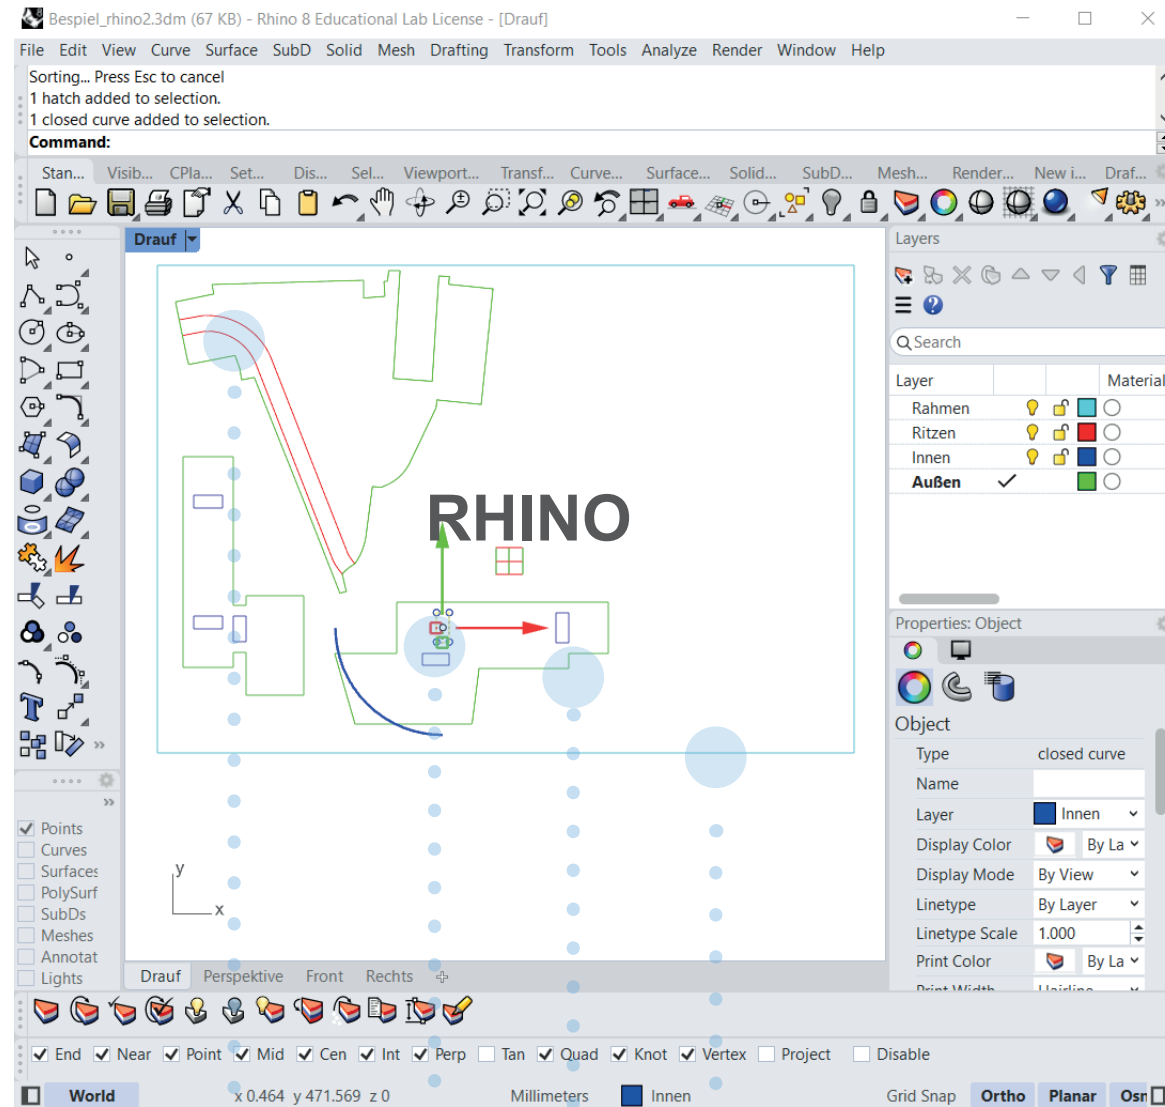 Bespiel_rhino2.3dm (67 KB) - Rhino 8 Educational Lab License - [Drauf]
File Edit View Curve Surface SubD Solid Mesh Drafting Transform Tools Analyze Render Window Help
Sorting... Press Esc to cancel
1 hatch added to selection.
1 closed curve added to selection.
Command:
Stan... Visib... CPla... Set... Dis... Sel... Viewport... Transf... Curve... Surface... Solid... SubD... Mesh... Render... New i... Draf...
Drauf
RHINO
y
x
Drauf Perspektive Front Rechts
Layers
Search
Layer Material
Rahmen
Ritzen
Innen
Außen
Properties: Object
Object
Type closed curve
Name
Layer Innen
Display Color By La
Display Mode By View
Linetype By Layer
Linetype Scale 1.000
Print Color By La
Print Width Hairline
Points
Curves
Surfaces
PolySurf
SubDs
Meshes
Annotat
Lights
End Near Point Mid Cen Int Perp Tan Quad Knot Vertex Project Disable
World x 0.464 y 471.569 z 0 Millimeters Innen Grid Snap Ortho Planar Osn